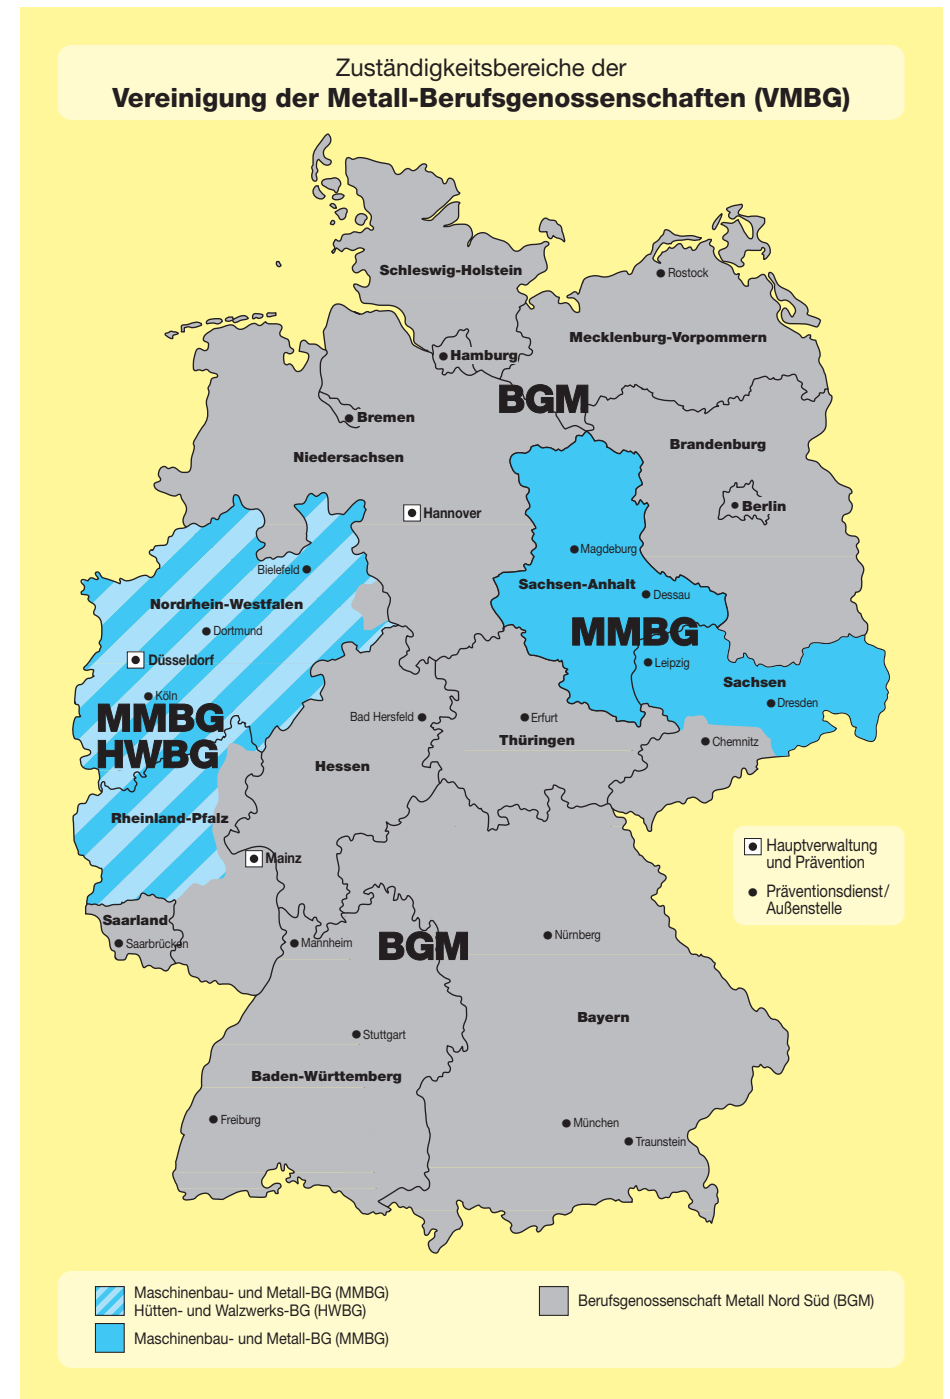 Zuständigkeitsbereiche der
Vereinigung der Metall-Berufsgenossenschaften (VMBG)
Schleswig-Holstein
Rostock
Mecklenburg-Vorpommern
Hamburg
BGM
Bremen
Brandenburg
Niedersachsen
Berlin
Hannover
Magdeburg
Bielefeld
Sachsen-Anhalt
Dessau
Nordrhein-Westfalen
Dortmund
MMBG
Düsseldorf
Leipzig
Sachsen
Köln
Dresden
MMBG
HWBG
Bad Hersfeld
Erfurt
Thüringen
Chemnitz
Hessen
Rheinland-Pfalz
Mainz
Hauptverwaltung
und Prävention
Präventionsdienst/
Außenstelle
Saarland
Saarbrücken
Mannheim
BGM
Nürnberg
Bayern
Stuttgart
Baden-Württemberg
Freiburg
München
Traunstein
Maschinenbau- und Metall-BG (MMBG)
Hütten- und Walzwerks-BG (HWBG)
Berufsgenossenschaft Metall Nord Süd (BGM)
Maschinenbau- und Metall-BG (MMBG)